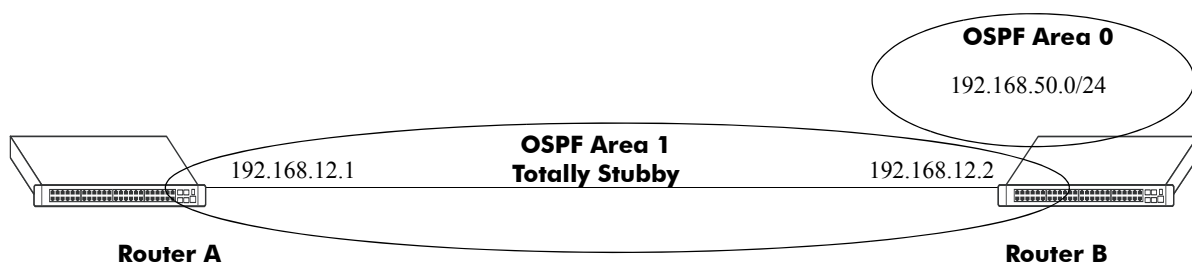 OSPF Area 0
192.168.50.0/24
OSPF Area 1
Totally Stubby
192.168.12.1
192.168.12.2
Router A
Router B